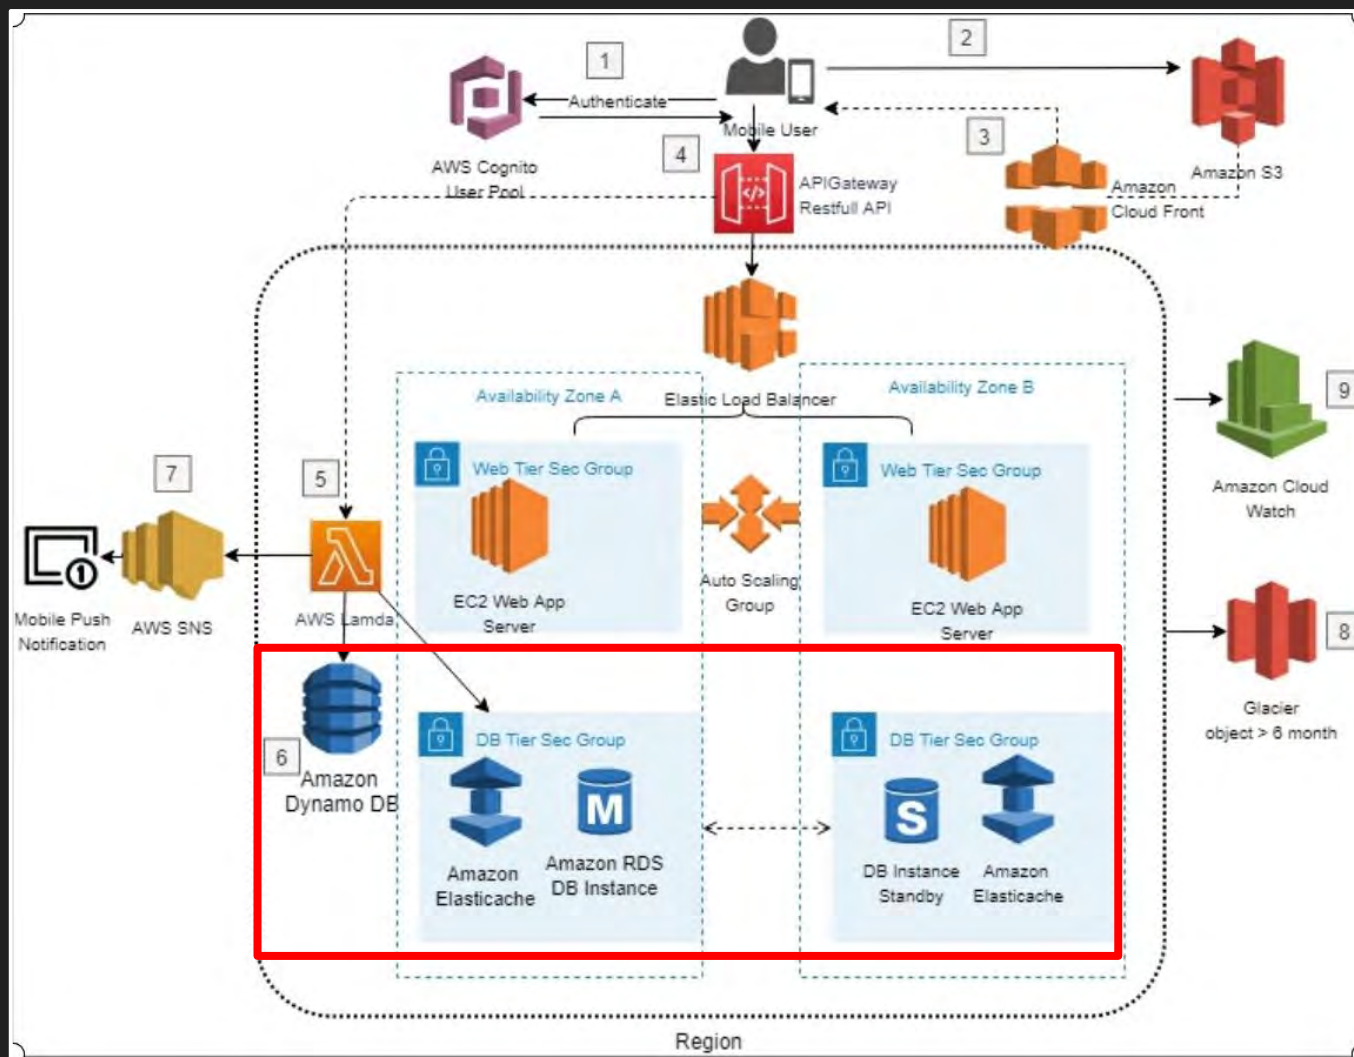 1
2
Authenticate
Mobile User
3
4
AWS Cognito
User Pool
APIGateway
Restfull API
Amazon S3
Amazon
Cloud Front
Availability Zone A
Elastic Load Balancer
Availability Zone B
9
Web Tier Sec Group
Web Tier Sec Group
7
5
Amazon Cloud
Watch
1
Auto Scaling
Group
EC2 Web App
Server
EC2 Web App
Server
Mobile Push
Notification
AWS SNS
AWS Lamda
8
Glacier
object > 6 month
DB Tier Sec Group
DB Tier Sec Group
6
Amazon
Dynamo DB
M
S
Amazon
Elasticache
Amazon RDS
DB Instance
DB Instance
Standby
Amazon
Elasticache
Region